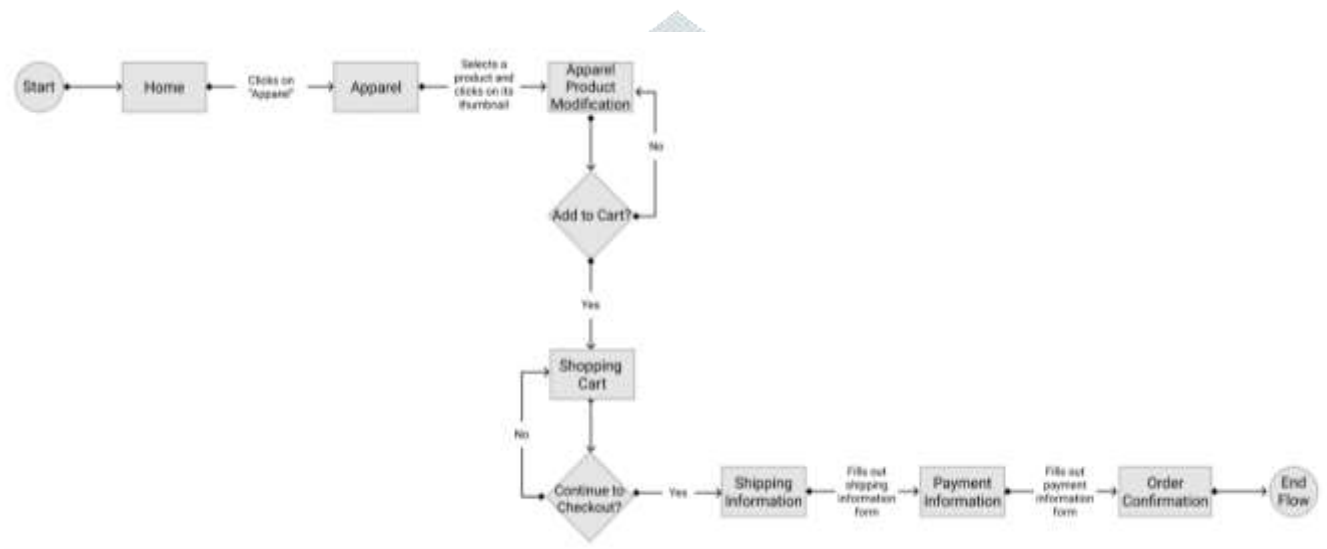 Start
Home
Clicks on
"Apparel"
Apparel
Selects a
product and
clicks on its
thumbnail
Apparel
Product
Modification
No
Add to Cart?
Yes
Shopping
Cart
No
Continue to
Checkout?
Yes
Shipping
Information
Fills out
shipping
information
form
Payment
Information
Fills out
payment
information
form
Order
Confirmation
End
Flow